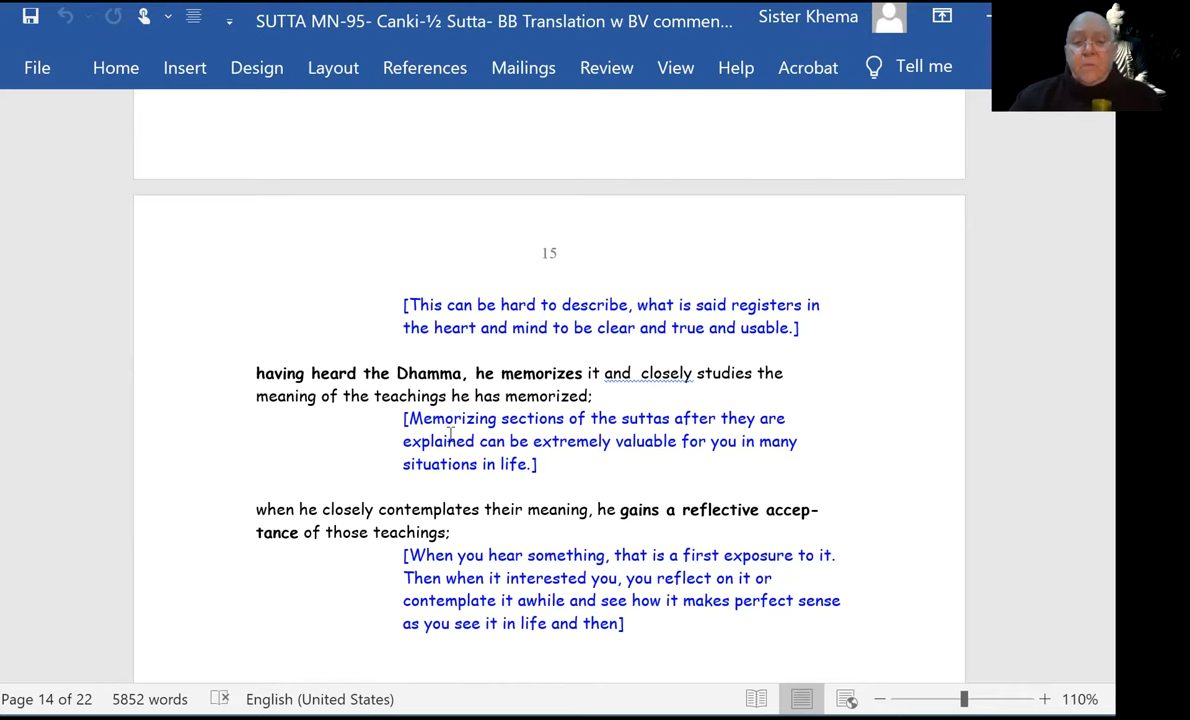 SUTTA MN-95- Canki-½ Sutta- BB Translation w BV commen...
Sister Khema
File Home Insert Design Layout References Mailings Review View Help Acrobat Tell me
15
[This can be hard to describe, what is said registers in
the heart and mind to be clear and true and usable.]
having heard the Dhamma, he memorizes it and closely studies the
meaning of the teachings he has memorized;
[Memorizing sections of the suttas after they are
explained can be extremely valuable for you in many
situations in life.]
when he closely contemplates their meaning, he gains a reflective accep-
tance of those teachings;
[When you hear something, that is a first exposure to it.
Then when it interested you, you reflect on it or
contemplate it awhile and see how it makes perfect sense
as you see it in life and then]
Page 14 of 22 5852 words English (United States) 110%